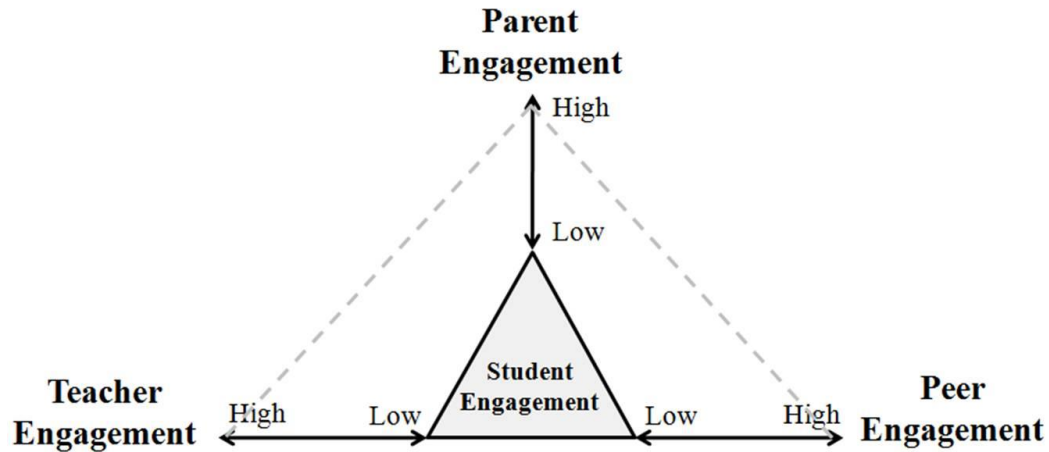 Parent
Engagement
High
Low
Student
Engagement
Teacher
Engagement
High
Low
Low
High
Peer
Engagement